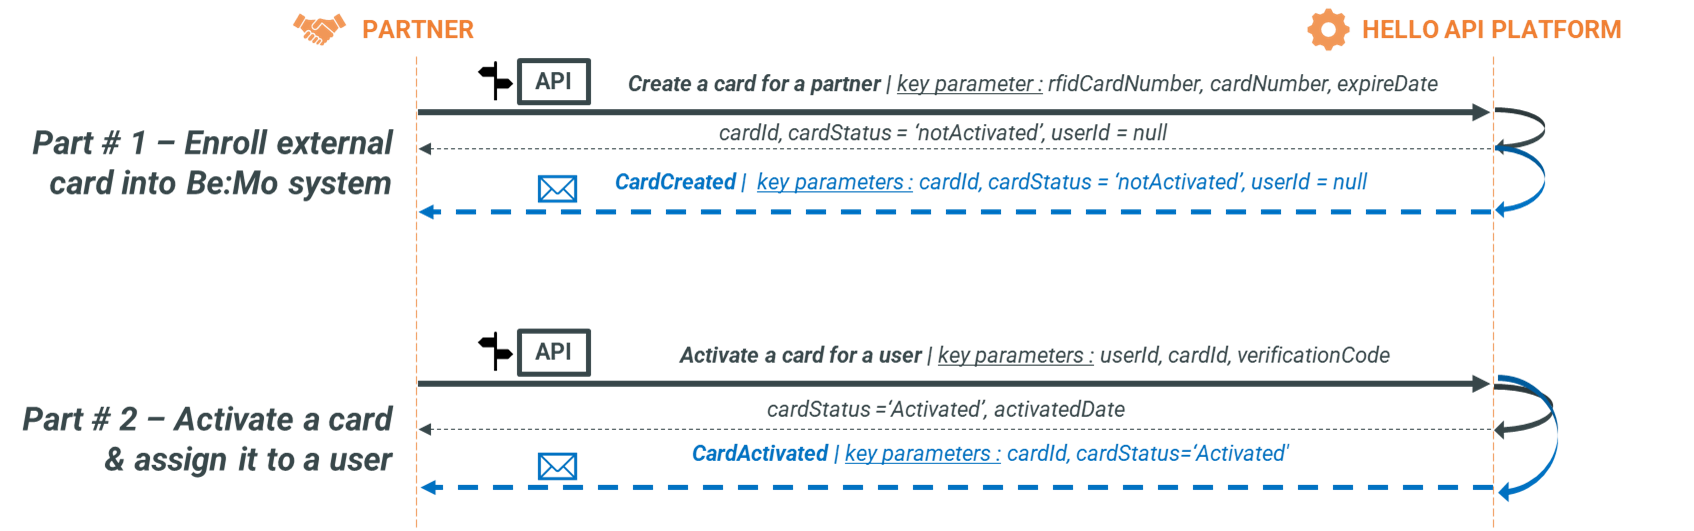 PARTNER
HELLO API PLATFORM
API
Create a card for a partner | key parameter : rfidCardNumber, cardNumber, expireDate
Part # 1 – Enroll external
card into Be:Mo system
cardId, cardStatus = ‘notActivated’, userId = null
CardCreated | key parameters : cardId, cardStatus = ‘notActivated’, userId = null
API
Activate a card for a user | key parameters : userId, cardId, verificationCode
Part # 2 – Activate a card
& assign it to a user
cardStatus =‘Activated’, activatedDate
CardActivated | key parameters : cardId, cardStatus=‘Activated'